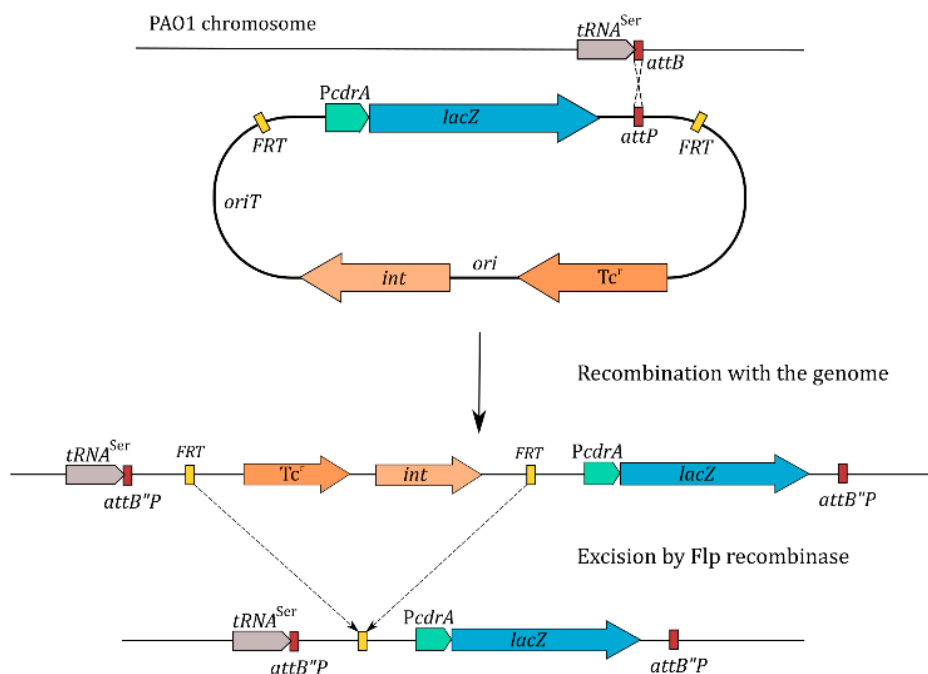 PAO1 chromosome
tRNASer
attB
PcdrA
lacZ
attP
FRT
FRT
oriT
int
ori
Tcr
Recombination with the genome
tRNASer
FRT
Tcr
int
FRT
PcdrA
lacZ
attB"P
attB"P
Excision by Flp recombinase
tRNASer
PcdrA
lacZ
attB"P
attB"P